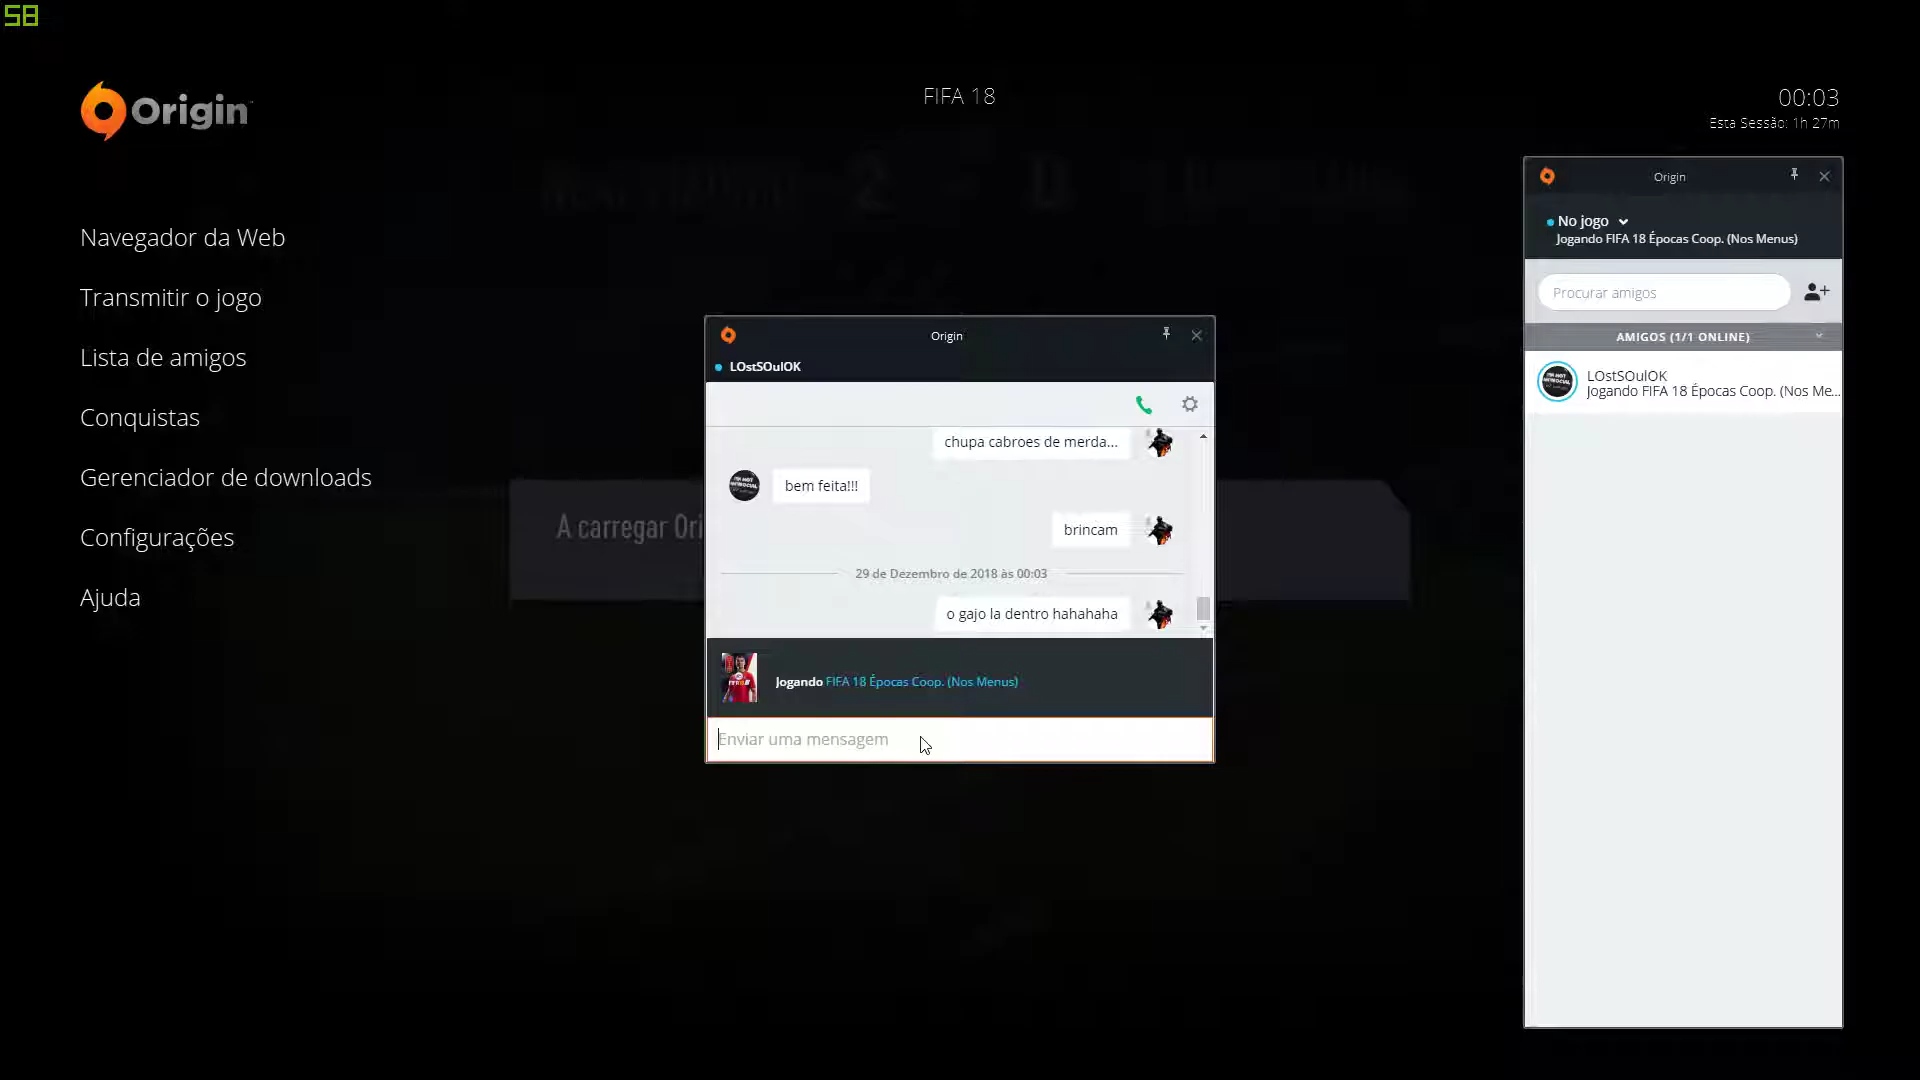 58
Origin
FIFA 18
00:03
Esta Sessão: 1h 27m
Navegador da Web
Transmitir o jogo
Lista de amigos
Conquistas
Gerenciador de downloads
Configurações
Ajuda
A carregar Ori
Origin
LOstSOulOK
chupa cabroes de merda...
bem feita!!!
brincam
29 de Dezembro de 2018 às 00:03
o gajo la dentro hahahaha
Jogando FIFA 18 Épocas Coop. (Nos Menus)
Enviar uma mensagem
Origin
No jogo
Jogando FIFA 18 Épocas Coop. (Nos Menus)
Procurar amigos
AMIGOS (1/1 ONLINE)
LOstSOulOK
Jogando FIFA 18 Épocas Coop. (Nos Me...